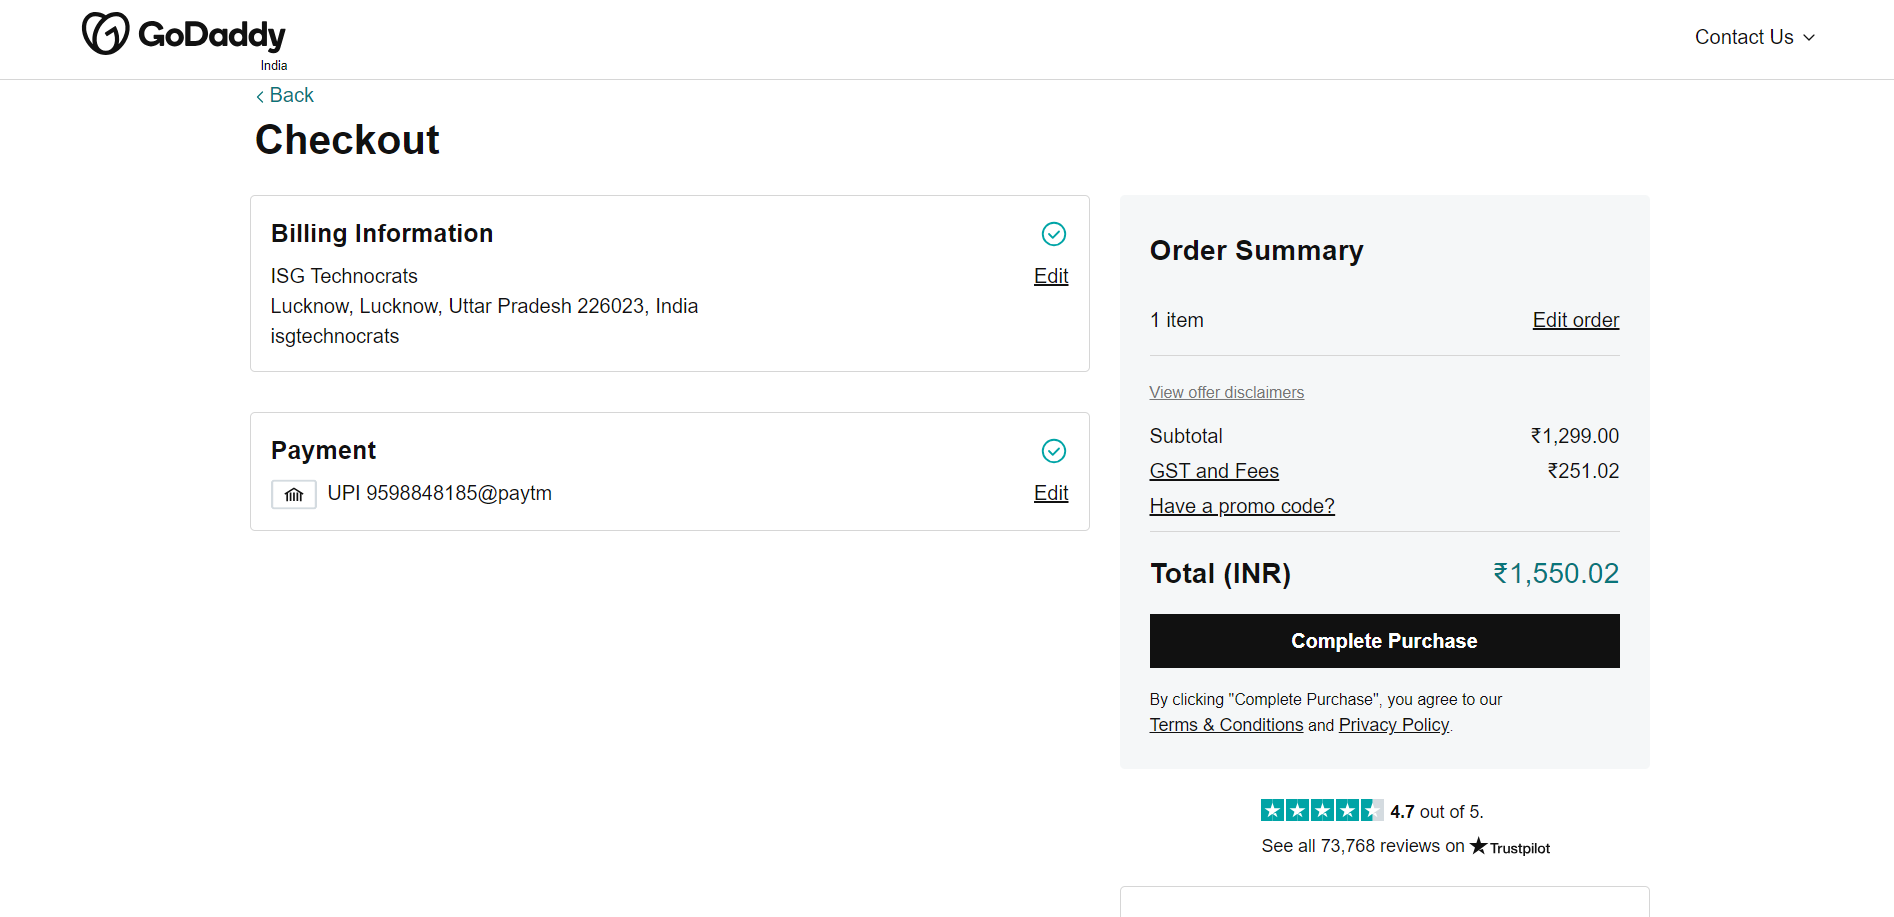 GoDaddy
India
Contact Us
Back
Checkout
Billing Information
ISG Technocrats
Edit
Lucknow, Lucknow, Uttar Pradesh 226023, India
isgtechnocrats
Payment
UPI 9598848185@paytm
Edit
Order Summary
1 item
Edit order
View offer disclaimers
Subtotal ₹1,299.00
GST and Fees ₹251.02
Have a promo code?
Total (INR) ₹1,550.02
Complete Purchase
By clicking "Complete Purchase", you agree to our
Terms & Conditions and Privacy Policy.
4.7 out of 5.
See all 73,768 reviews on Trustpilot